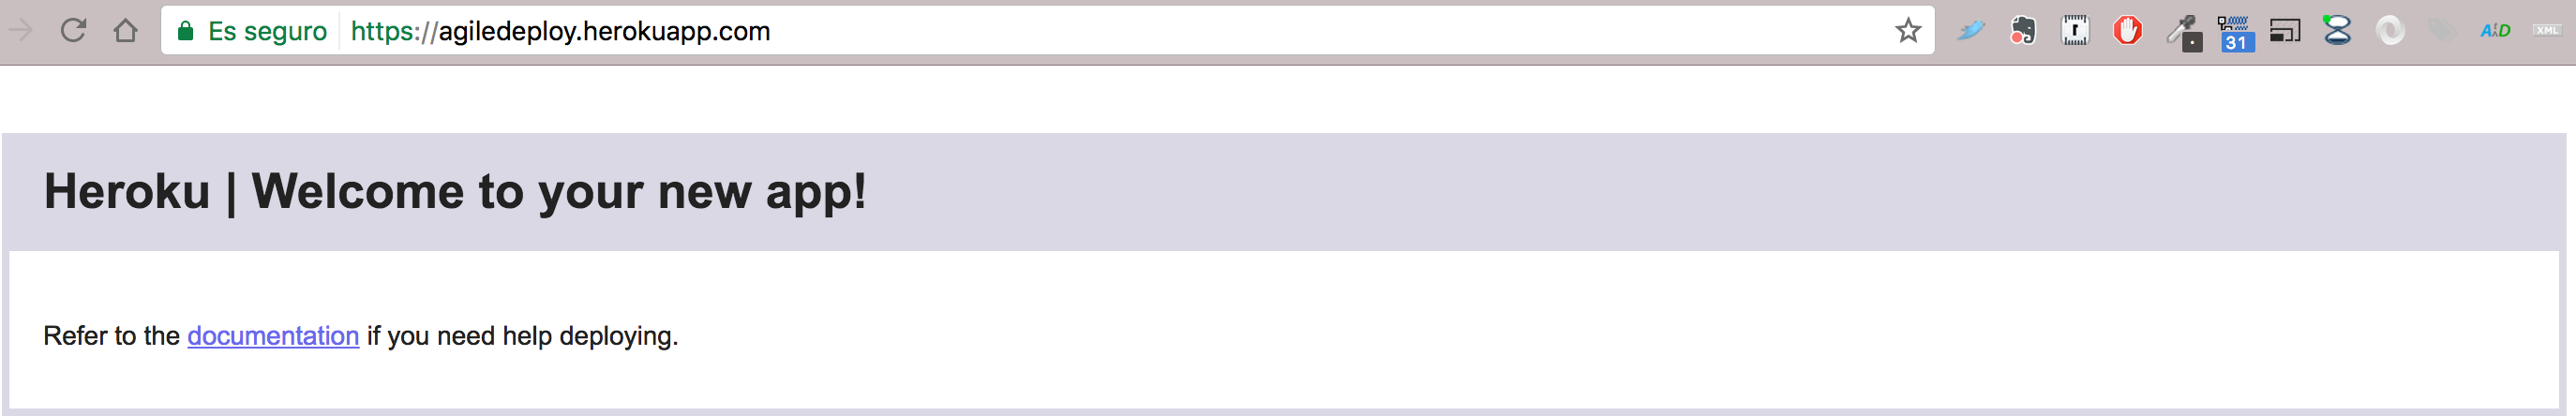 Es seguro https://agiledeploy.herokuapp.com 31 XML
Heroku | Welcome to your new app!
Refer to the documentation if you need help deploying.